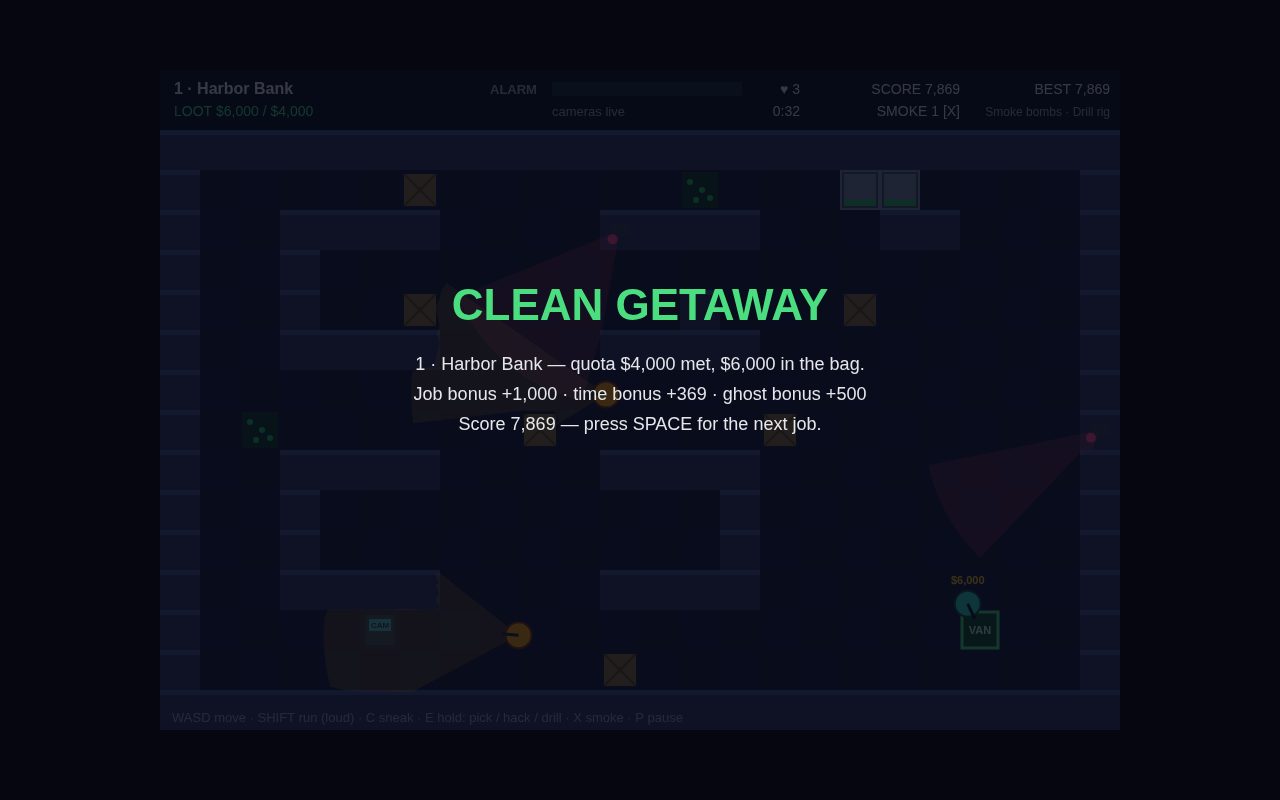 1 · Harbor Bank
ALARM
♥ 3
SCORE 7,869
BEST 7,869
LOOT $6,000 / $4,000
cameras live
0:32
SMOKE 1 [X]
Smoke bombs · Drill rig
CLEAN GETAWAY
1 · Harbor Bank — quota $4,000 met, $6,000 in the bag.
Job bonus +1,000 · time bonus +369 · ghost bonus +500
Score 7,869 — press SPACE for the next job.
$6,000
CAM
VAN
WASD move · SHIFT run (loud) · C sneak · E hold: pick / hack / drill · X smoke · P pause